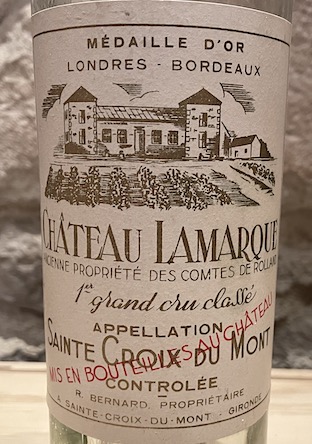 MÉDAILLE D'OR
LONDRES - BORDEAUX
CHÂTEAU LAMARQUE
ANCIENNE PROPRIÉTÉ DES COMTES DE ROLLAND
1er grand cru classé
APPELLATION
SAINTE CROIX DU MONT
MIS EN BOUTEILLES AU CHÂTEAU
CONTROLÉE
R. BERNARD, PROPRIÉTAIRE
A SAINTE-CROIX-DU-MONT - GIRONDE